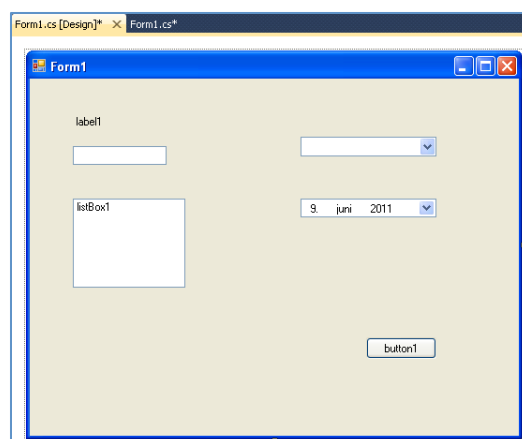 Form1.cs [Design]* Form1.cs*
Form1
label1
listBox1
9. juni 2011
button1